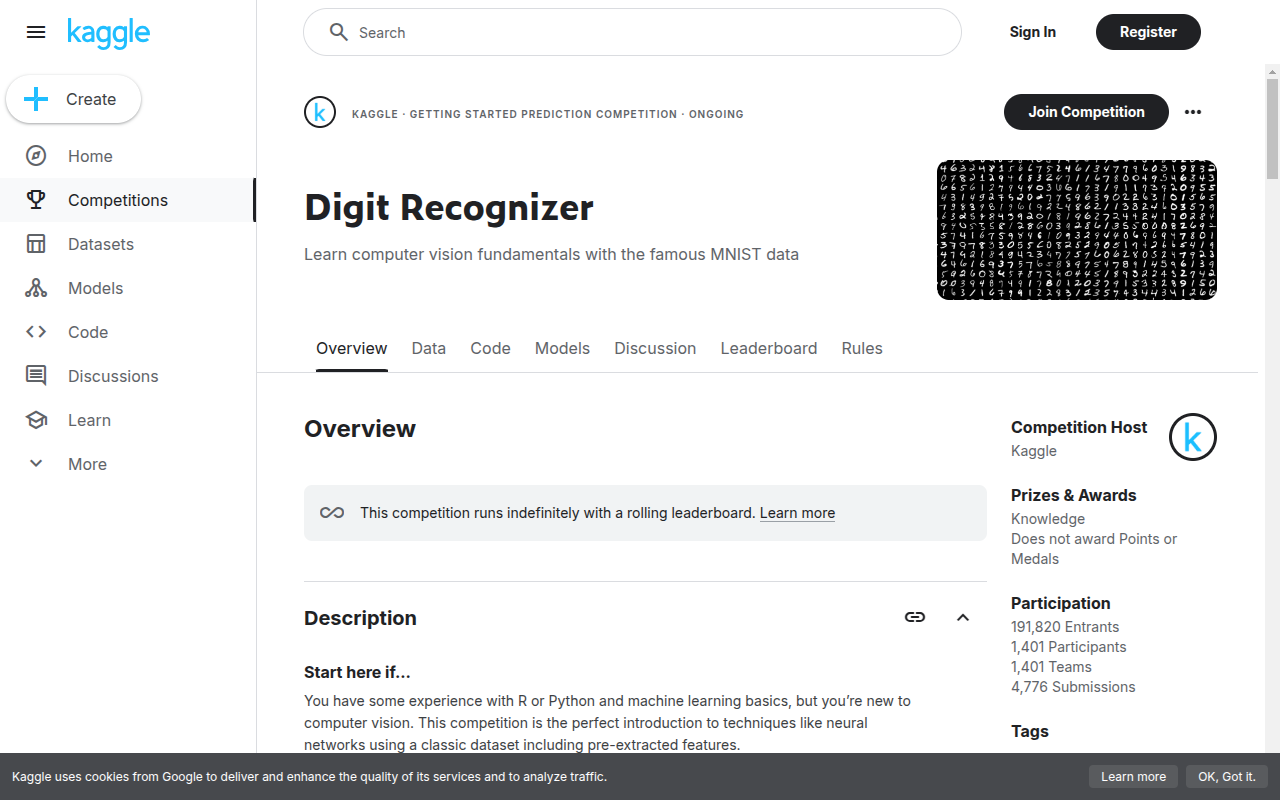 kaggle
Search
Sign In
Register
Create
Home
Competitions
Datasets
Models
Code
Discussions
Learn
More
k
KAGGLE · GETTING STARTED PREDICTION COMPETITION · ONGOING
Join Competition
Digit Recognizer
Learn computer vision fundamentals with the famous MNIST data
Overview
Data
Code
Models
Discussion
Leaderboard
Rules
Overview
This competition runs indefinitely with a rolling leaderboard. Learn more
Description
Start here if...
You have some experience with R or Python and machine learning basics, but you’re new to
computer vision. This competition is the perfect introduction to techniques like neural
networks using a classic dataset including pre-extracted features.
Competition Host
Kaggle
k
Prizes & Awards
Knowledge
Does not award Points or
Medals
Participation
191,820 Entrants
1,401 Participants
1,401 Teams
4,776 Submissions
Tags
Kaggle uses cookies from Google to deliver and enhance the quality of its services and to analyze traffic.
Learn more
OK, Got it.